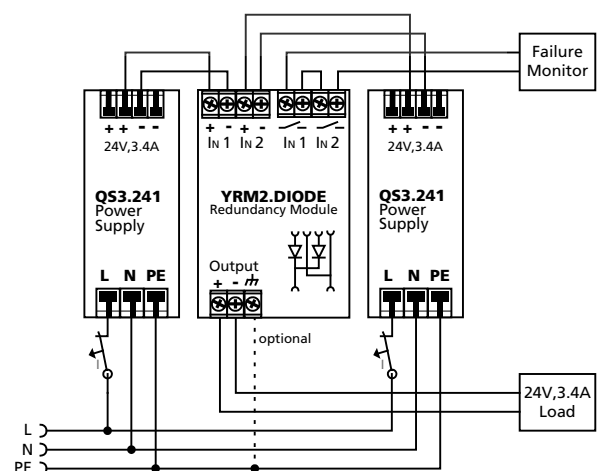 Failure
Monitor
+ + - -
24V,3.4A
QS3.241
Power
Supply
L N PE
+ - + -
IN 1 IN 2 IN 1 IN 2
YRM2.DIODE
Redundancy Module
Output
+ -
optional
+ + - -
24V,3.4A
QS3.241
Power
Supply
L N PE
I
I
24V,3.4A
Load
L
N
PE